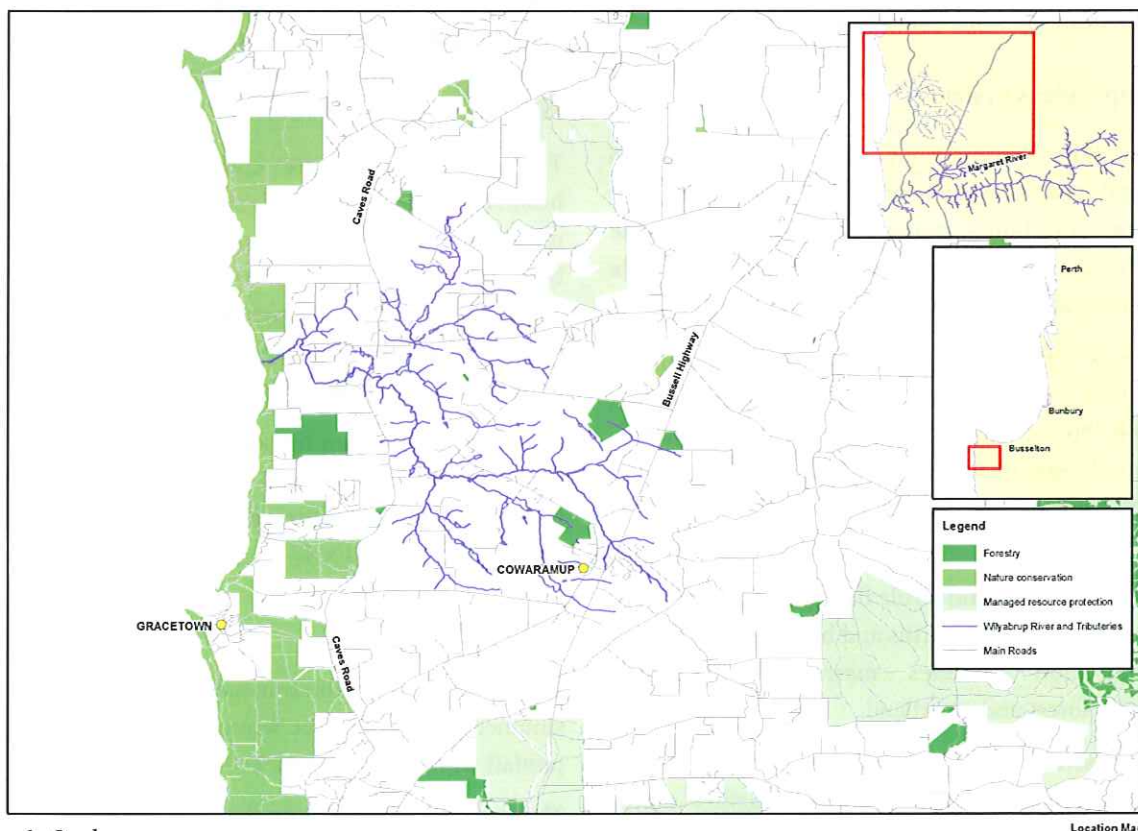 Caves Road
Bussell Highway
COWARAMUP
GRACETOWN
Caves Road
Margaret River
Perth
Bunbury
Busselton
Legend
Forestry
Nature conservation
Managed resource protection
Wilyabrup River and Tributeries
Main Roads
Location Ma